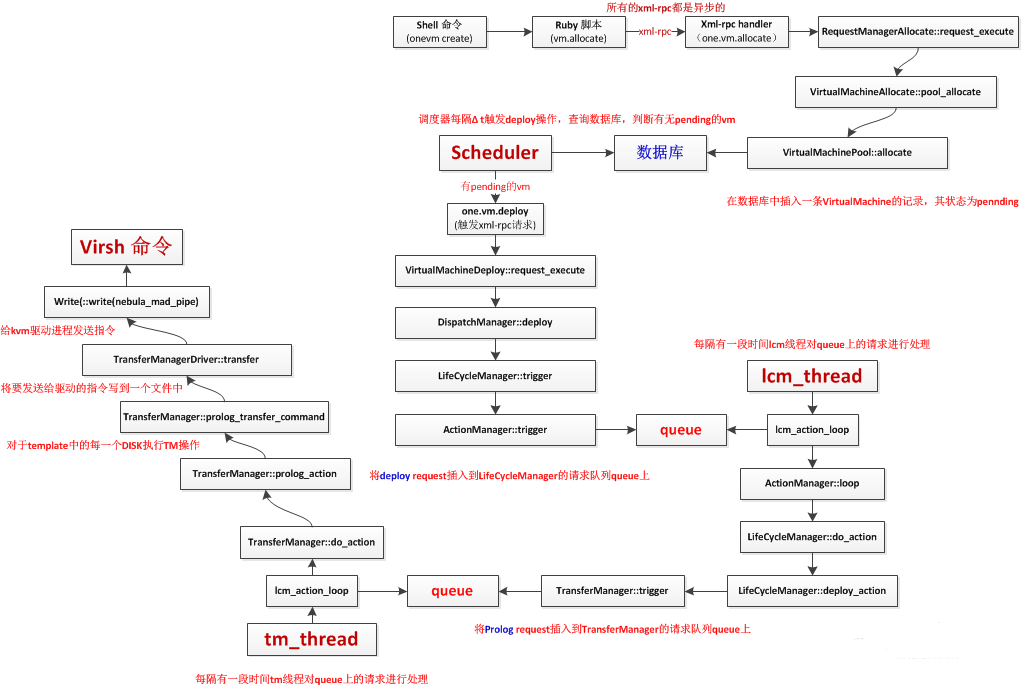 所有的xml-rpc都是异步的
Shell 命令
(onevm create)
Ruby 脚本
(vm.allocate)
xml-rpc
Xml-rpc handler
（one.vm.allocate）
RequestManagerAllocate::request_execute
VirtualMachineAllocate::pool_allocate
调度器每隔Δ t触发deploy操作，查询数据库，判断有无pending的vm
Scheduler
数据库
VirtualMachinePool::allocate
有pending的vm
在数据库中插入一条VirtualMachine的记录，其状态为pennding
one.vm.deploy
(触发xml-rpc请求)
Virsh 命令
VirtualMachineDeploy::request_execute
Write(::write(nebula_mad_pipe)
给kvm驱动进程发送指令
DispatchManager::deploy
每隔有一段时间lcm线程对queue上的请求进行处理
TransferManagerDriver::transfer
LifeCycleManager::trigger
lcm_thread
将要发送给驱动的指令写到一个文件中
TransferManager::prolog_transfer_command
ActionManager::trigger
queue
lcm_action_loop
对于template中的每一个DISK执行TM操作
TransferManager::prolog_action
将deploy request插入到LifeCycleManager的请求队列queue上
ActionManager::loop
TransferManager::do_action
LifeCycleManager::do_action
lcm_action_loop
queue
TransferManager::trigger
LifeCycleManager::deploy_action
将Prolog request插入到TransferManager的请求队列queue上
tm_thread
每隔有一段时间tm线程对queue上的请求进行处理